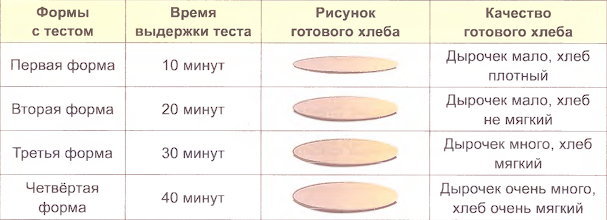 Формы
с тестом
Время
выдержки теста
Рисунок
готового хлеба
Качество
готового хлеба
Первая форма
10 минут
Дырочек мало, хлеб
плотный
Вторая форма
20 минут
Дырочек мало, хлеб
не мягкий
Третья форма
30 минут
Дырочек много, хлеб
мягкий
Четвёртая
форма
40 минут
Дырочек очень много,
хлеб очень мягкий